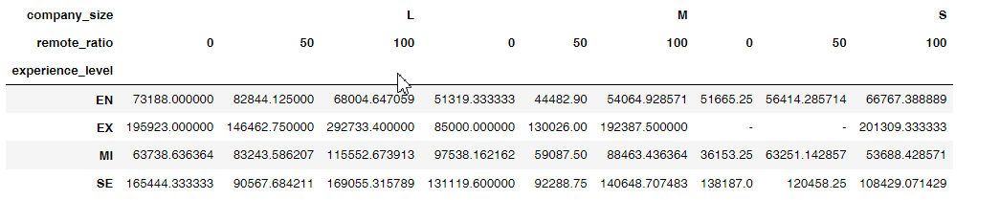 company_size L M S
remote_ratio 0 50 100 0 50 100 0 50 100
experience_level
EN 73188.000000 82844.125000 68004.647059 51319.333333 44482.90 54064.928571 51665.25 56414.285714 66767.388889
EX 195923.000000 146462.750000 292733.400000 85000.000000 130026.00 192387.500000 - - 201309.333333
MI 63738.636364 83243.586207 115552.673913 97538.162162 59087.50 88463.436364 36153.25 63251.142857 53688.428571
SE 165444.333333 90567.684211 169055.315789 131119.600000 92288.75 140648.707483 138187.0 120458.25 108429.071429